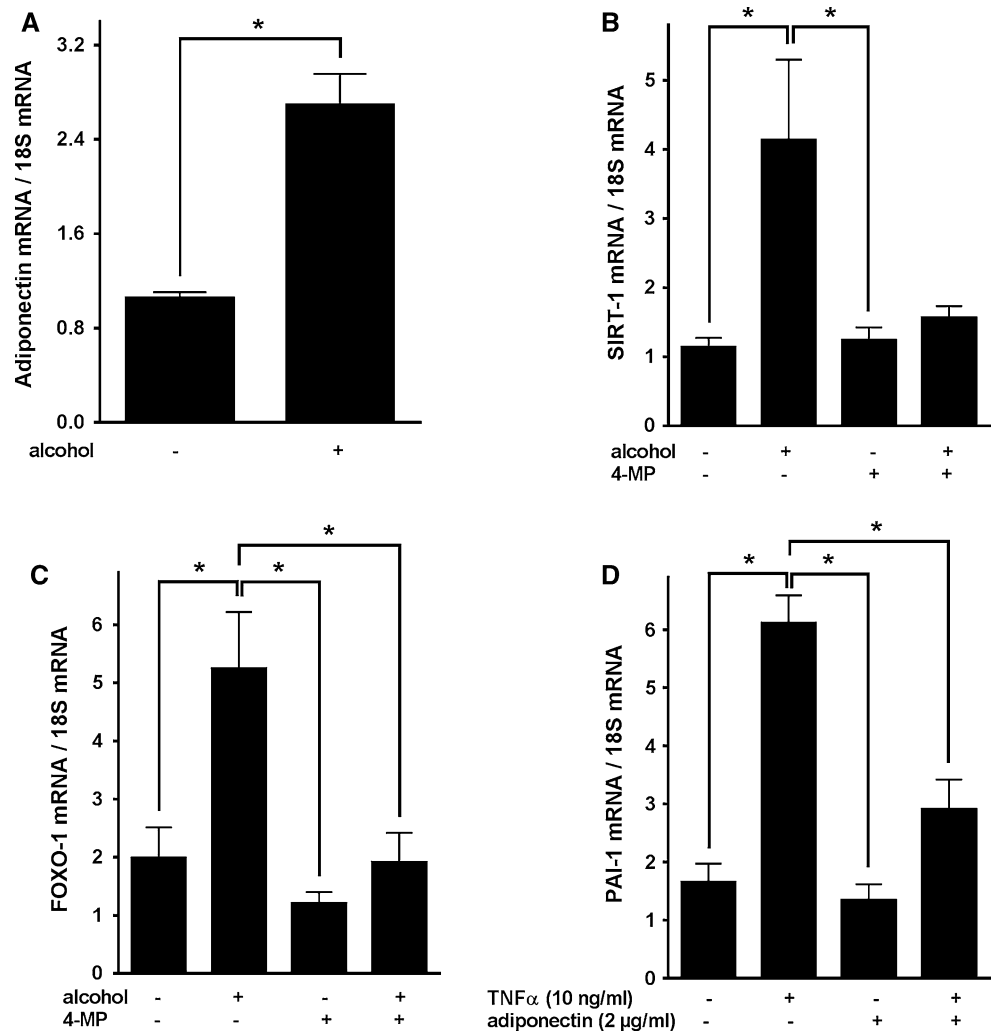 A
Adiponectin mRNA / 18S mRNA
3.2
2.4
1.6
0.8
0.0
*
alcohol - +
B
SIRT-1 mRNA / 18S mRNA
5
4
3
2
1
0
* *
alcohol - + - +
4-MP - - + +
C
FOXO-1 mRNA / 18S mRNA
6
5
4
3
2
1
0
*
* *
alcohol - + - +
4-MP - - + +
D
PAI-1 mRNA / 18S mRNA
6
5
4
3
2
1
0
*
* *
TNFα (10 ng/ml) - + - +
adiponectin (2 µg/ml) - - + +